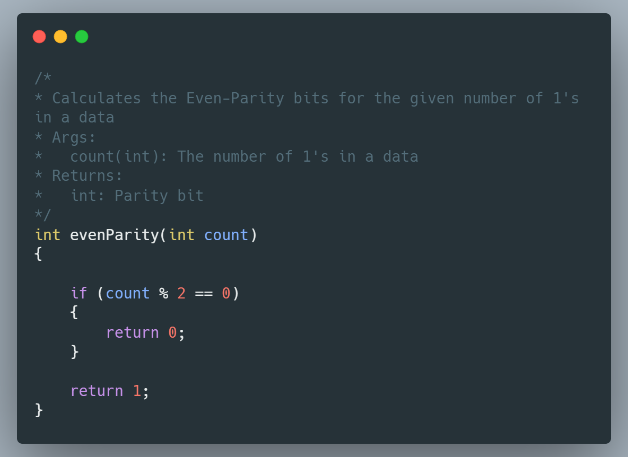 /*
* Calculates the Even-Parity bits for the given number of 1's
in a data
* Args:
*   count(int): The number of 1's in a data
* Returns:
*   int: Parity bit
*/
int evenParity(int count)
{
    if (count % 2 == 0)
    {
        return 0;
    }
    return 1;
}